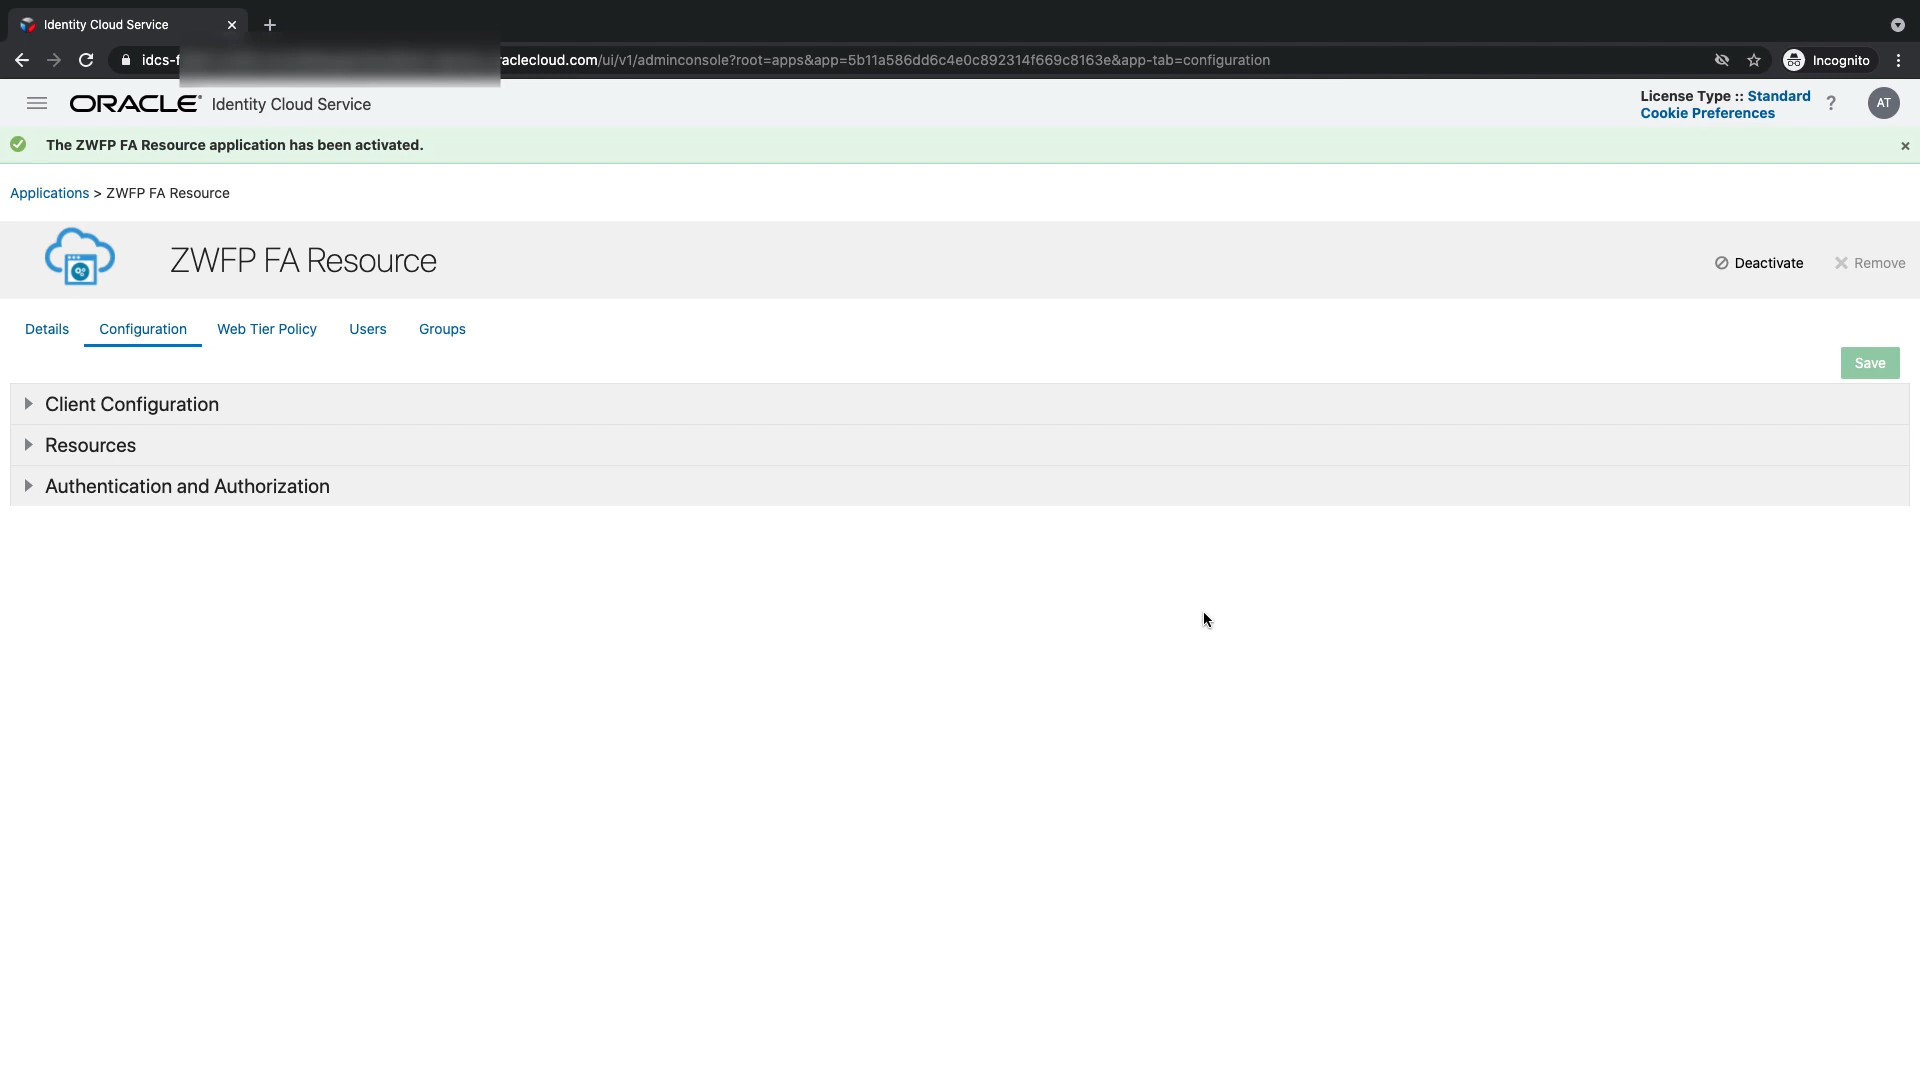 Identity Cloud Service
idcs-f aclecloud.com/ui/v1/adminconsole?root=apps&app=5b11a586dd6c4e0c892314f669c8163e&app-tab=configuration
Incognito
ORACLE Identity Cloud Service
License Type :: Standard
Cookie Preferences
?
AT
The ZWFP FA Resource application has been activated.
Applications > ZWFP FA Resource
ZWFP FA Resource
Deactivate
Remove
Details Configuration Web Tier Policy Users Groups
Save
Client Configuration
Resources
Authentication and Authorization